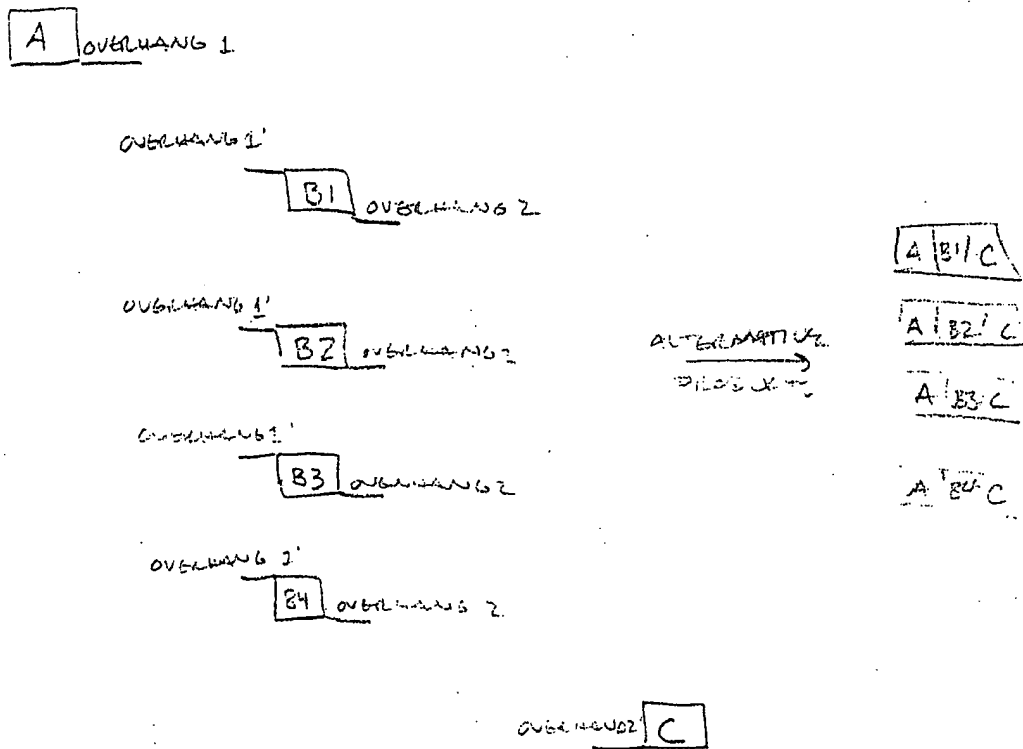 A OVERHANG 1
OVERHANG 1'
B1 OVERHANG 2
OVERHANG 1'
B2 OVERHANG 2
OVERHANG 1'
B3 OVERHANG 2
OVERHANG 1'
B4 OVERHANG 2
OVERHANG 2' C
ALTERNATIVE
PRODUCTS
A B1 C
A B2 C
A B3 C
A B4 C